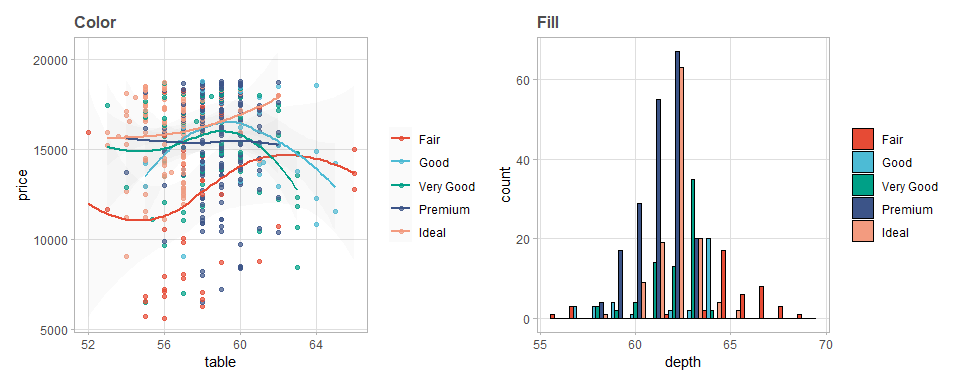 Color
price
20000
15000
10000
5000
52
56
60
64
table
Fair
Good
Very Good
Premium
Ideal
Fill
count
60
40
20
0
55
60
65
70
depth
Fair
Good
Very Good
Premium
Ideal